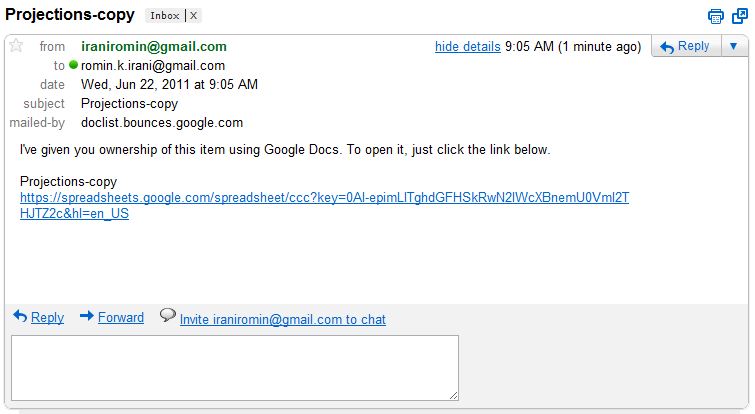 Projections-copy Inbox | X
from iraniromin@gmail.com hide details 9:05 AM (1 minute ago) Reply
to romin.k.irani@gmail.com
date Wed, Jun 22, 2011 at 9:05 AM
subject Projections-copy
mailed-by doclist.bounces.google.com
I've given you ownership of this item using Google Docs. To open it, just click the link below.
Projections-copy
https://spreadsheets.google.com/spreadsheet/ccc?key=0Al-epimLlTghdGFHSkRwN2lWcXBnemU0Vml2T
HJTZ2c&hl=en_US
Reply Forward Invite iraniromin@gmail.com to chat